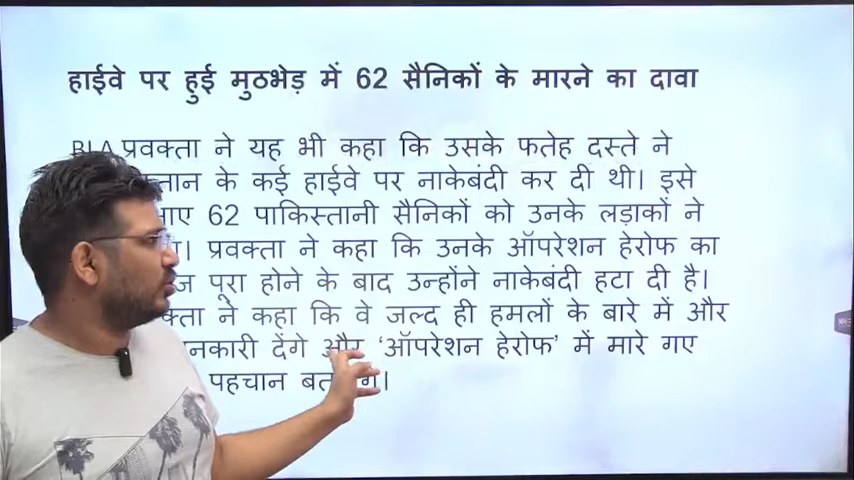 हाईवे पर हुई मुठभेड़ में 62 सैनिकों के मारने का दावा
BLA प्रवक्ता ने यह भी कहा कि उसके फतेह दस्ते ने
के कई हाईवे पर नाकेबंदी कर दी थी। इसे
62 पाकिस्तानी सैनिकों को उनके लड़ाकों ने
प्रवक्ता ने कहा कि उनके ऑपरेशन हेरोफ का
पूरा होने के बाद उन्होंने नाकेबंदी हटा दी है।
ने कहा कि वे जल्द ही हमलों के बारे में और
देंगे और 'ऑपरेशन हेरोफ' में मारे गए
पहचान